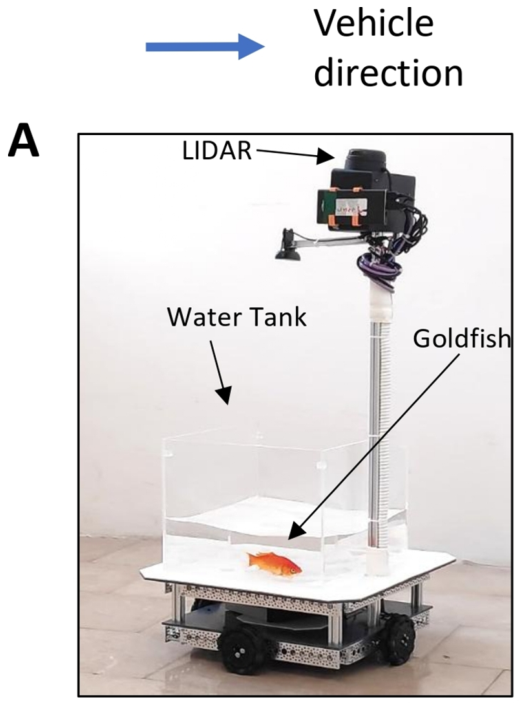 Vehicle
direction
A
LIDAR
Water Tank
Goldfish